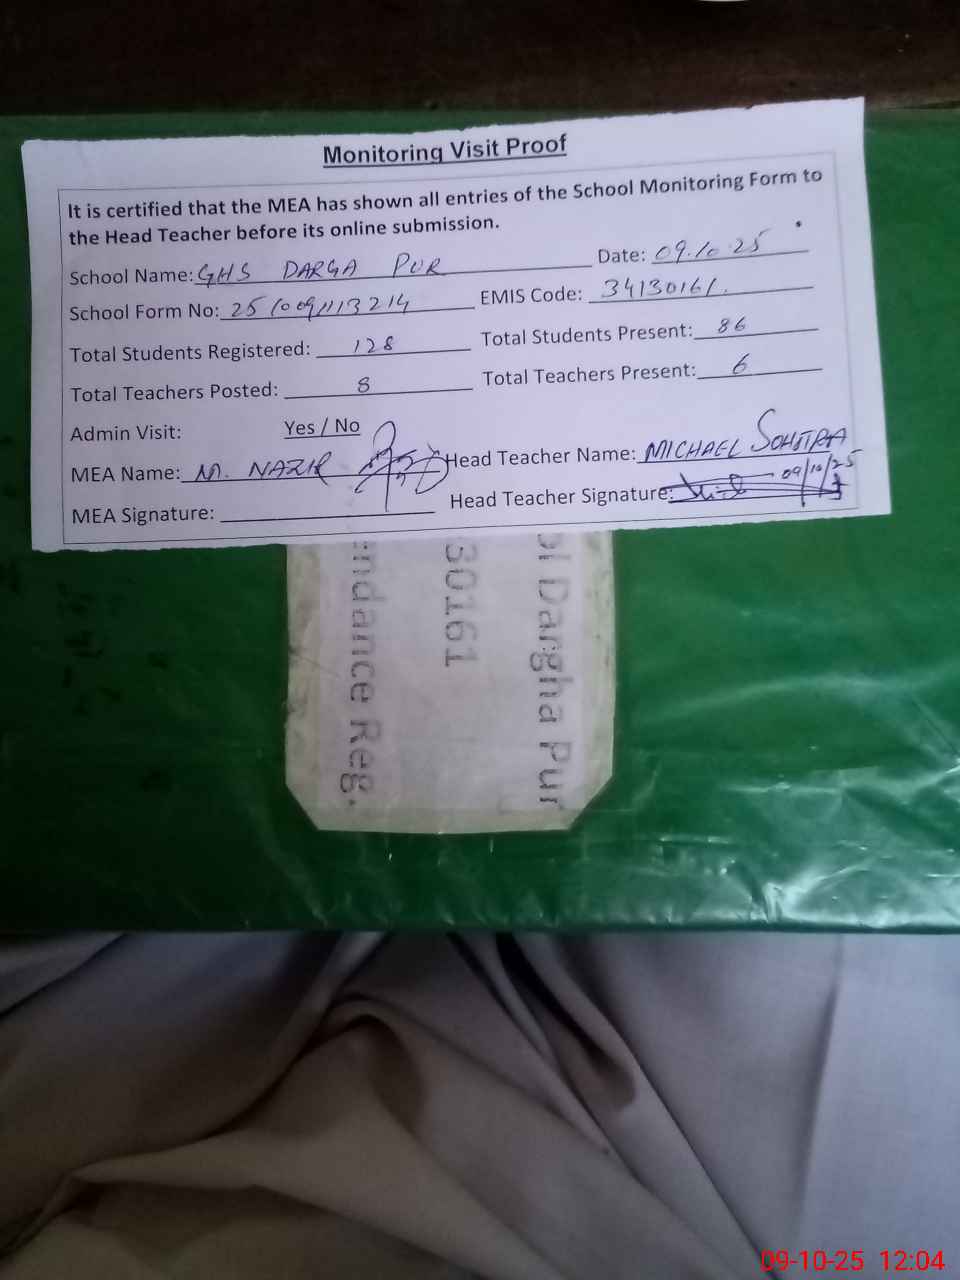 Monitoring Visit Proof
It is certified that the MEA has shown all entries of the School Monitoring Form to
the Head Teacher before its online submission.
School Name: GHS DARGA PUR Date: 09.10.25
School Form No: 251009113214 EMIS Code: 34130161.
Total Students Registered: 128 Total Students Present: 86
Total Teachers Posted: 8 Total Teachers Present: 6
Admin Visit: Yes / No
MEA Name: M. NAZIR Head Teacher Name: MICHAEL
MEA Signature: Head Teacher Signature: 09/10/25
ol Dargha Pur
30161
endance Reg.
09-10-25 12:04